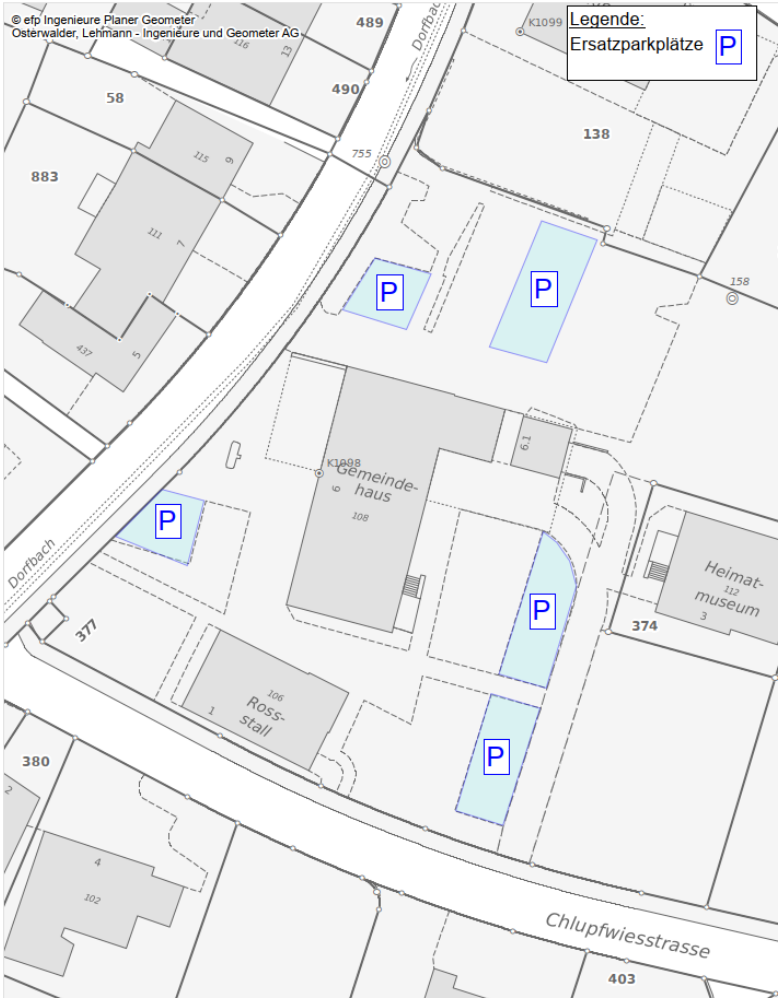 © efp Ingenieure Planer Geometer
Osterwalder, Lehmann - Ingenieure und Geometer AG
Legende:
Ersatzparkplätze P
K1099
489
Dorfbach
116
13
490
58
138
755
115
9
883
111
7
158
P
P
437
5
6.1
K1098
Gemeinde-
haus
6
108
P
Dorfbach
Heimat-
museum
112
3
P
374
377
106
Ross-
stall
1
P
380
2
4
102
Chlupfwiesstrasse
403